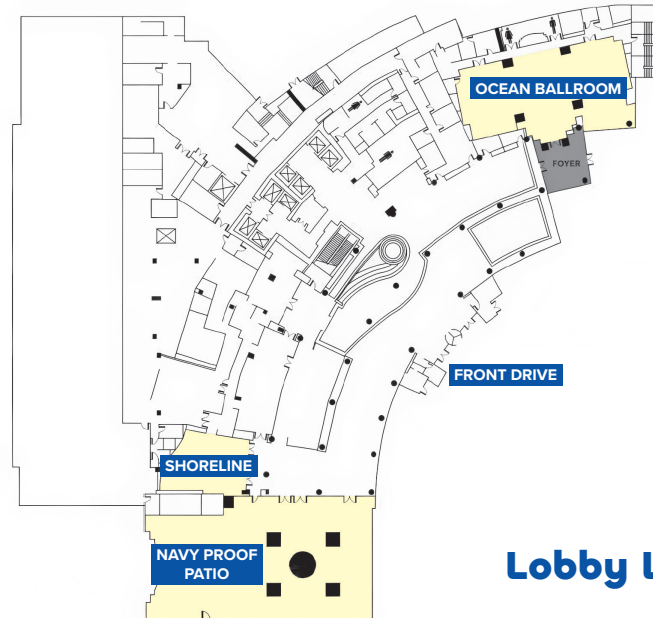 OCEAN BALLROOM
FOYER
FRONT DRIVE
SHORELINE
NAVY PROOF
PATIO
Lobby L